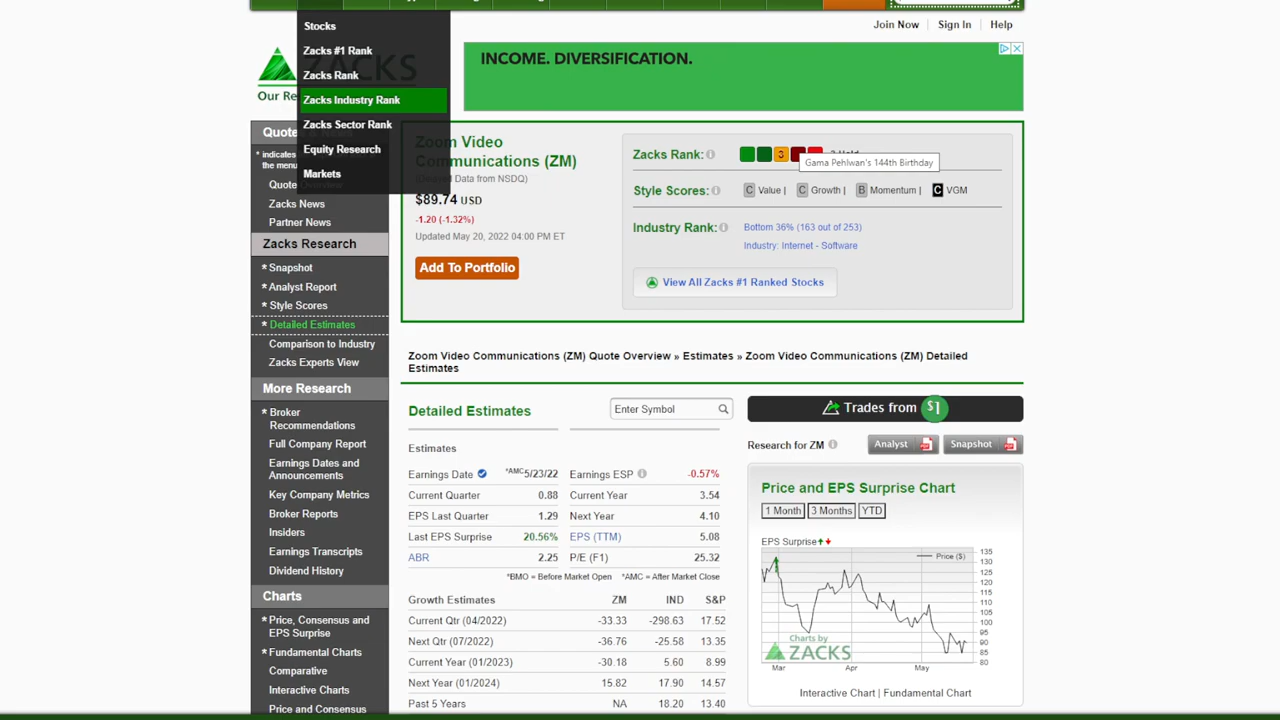 Join Now
Sign In
Help
Stocks
Zacks #1 Rank
Zacks Rank
Zacks Industry Rank
Zacks Sector Rank
Equity Research
Markets
Our Re
INCOME. DIVERSIFICATION.
* indicates
the menu
Zacks News
Partner News
Zacks Research
* Snapshot
* Analyst Report
* Style Scores
* Detailed Estimates
Comparison to Industry
Zacks Experts View
More Research
* Broker
Recommendations
Full Company Report
Earnings Dates and
Announcements
Key Company Metrics
Broker Reports
Insiders
Earnings Transcripts
Dividend History
Charts
* Price, Consensus and
EPS Surprise
* Fundamental Charts
Comparative
Interactive Charts
Price and Consensus
Zoom Video
Communications (ZM)
(Delayed Data from NSDQ)
$89.74 USD
-1.20 (-1.32%)
Updated May 20, 2022 04:00 PM ET
Add To Portfolio
Zacks Rank:
3
Gama Pehlwan's 144th Birthday
Style Scores:
C Value | C Growth | B Momentum | C VGM
Industry Rank:
Bottom 36% (163 out of 253)
Industry: Internet - Software
View All Zacks #1 Ranked Stocks
Zoom Video Communications (ZM) Quote Overview » Estimates » Zoom Video Communications (ZM) Detailed
Estimates
Detailed Estimates
Enter Symbol
Estimates
Earnings Date *AMC 5/23/22
Current Quarter 0.88
EPS Last Quarter 1.29
Last EPS Surprise 20.56%
ABR 2.25
Earnings ESP -0.57%
Current Year 3.54
Next Year 4.10
EPS (TTM) 5.08
P/E (F1) 25.32
*BMO = Before Market Open *AMC = After Market Close
Growth Estimates ZM IND S&P
Current Qtr (04/2022) -33.33 -298.63 17.52
Next Qtr (07/2022) -36.76 -25.58 13.35
Current Year (01/2023) -30.18 5.60 8.99
Next Year (01/2024) 15.82 17.90 14.57
Past 5 Years NA 18.20 13.40
Trades from $1
Research for ZM
Analyst
Snapshot
Price and EPS Surprise Chart
1 Month
3 Months
YTD
EPS Surprise
Price ($)
135
130
125
120
115
110
105
100
95
90
85
80
Charts by
ZACKS
Mar
Apr
May
Interactive Chart | Fundamental Chart